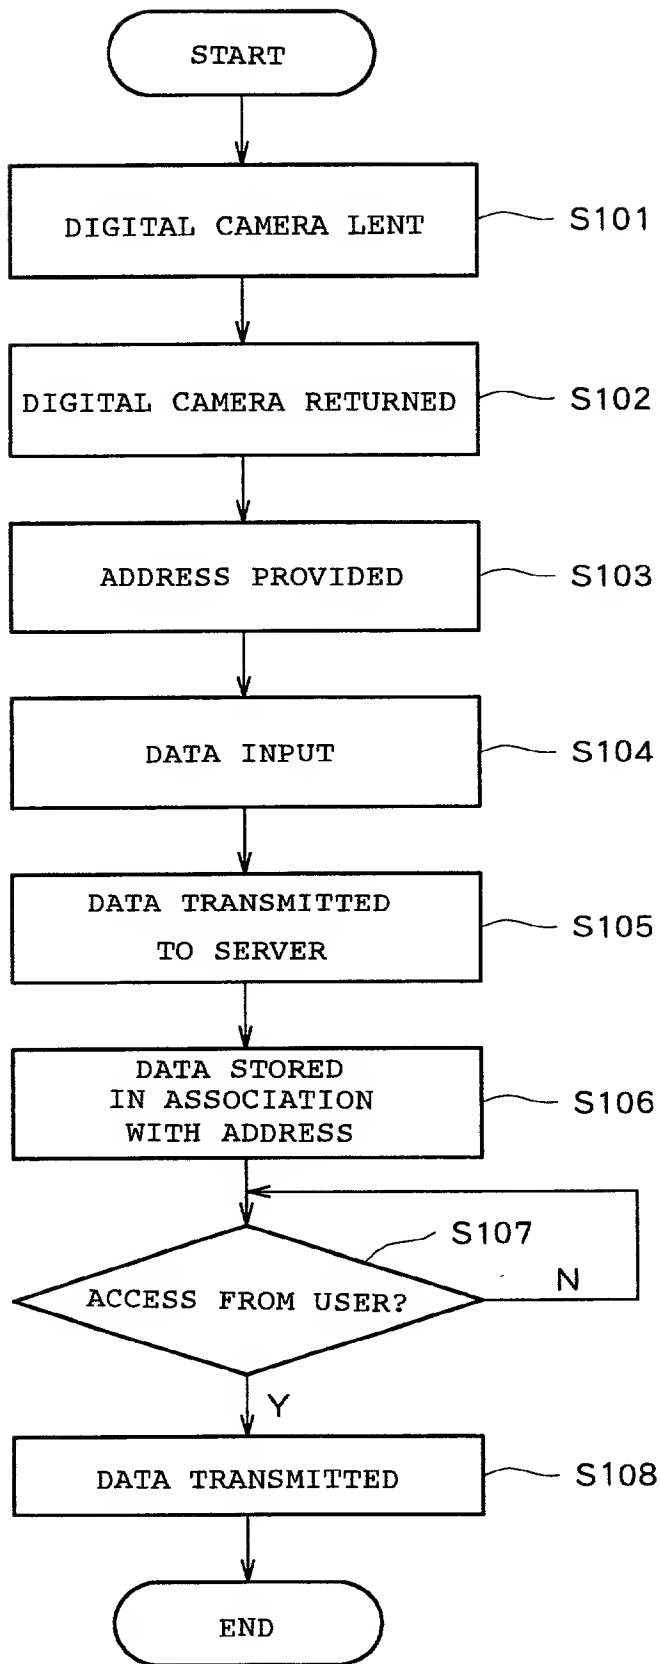 START
DIGITAL CAMERA LENT
S101
DIGITAL CAMERA RETURNED
S102
ADDRESS PROVIDED
S103
DATA INPUT
S104
DATA TRANSMITTED
TO SERVER
S105
DATA STORED
IN ASSOCIATION
WITH ADDRESS
S106
S107
ACCESS FROM USER?
N
Y
DATA TRANSMITTED
S108
END